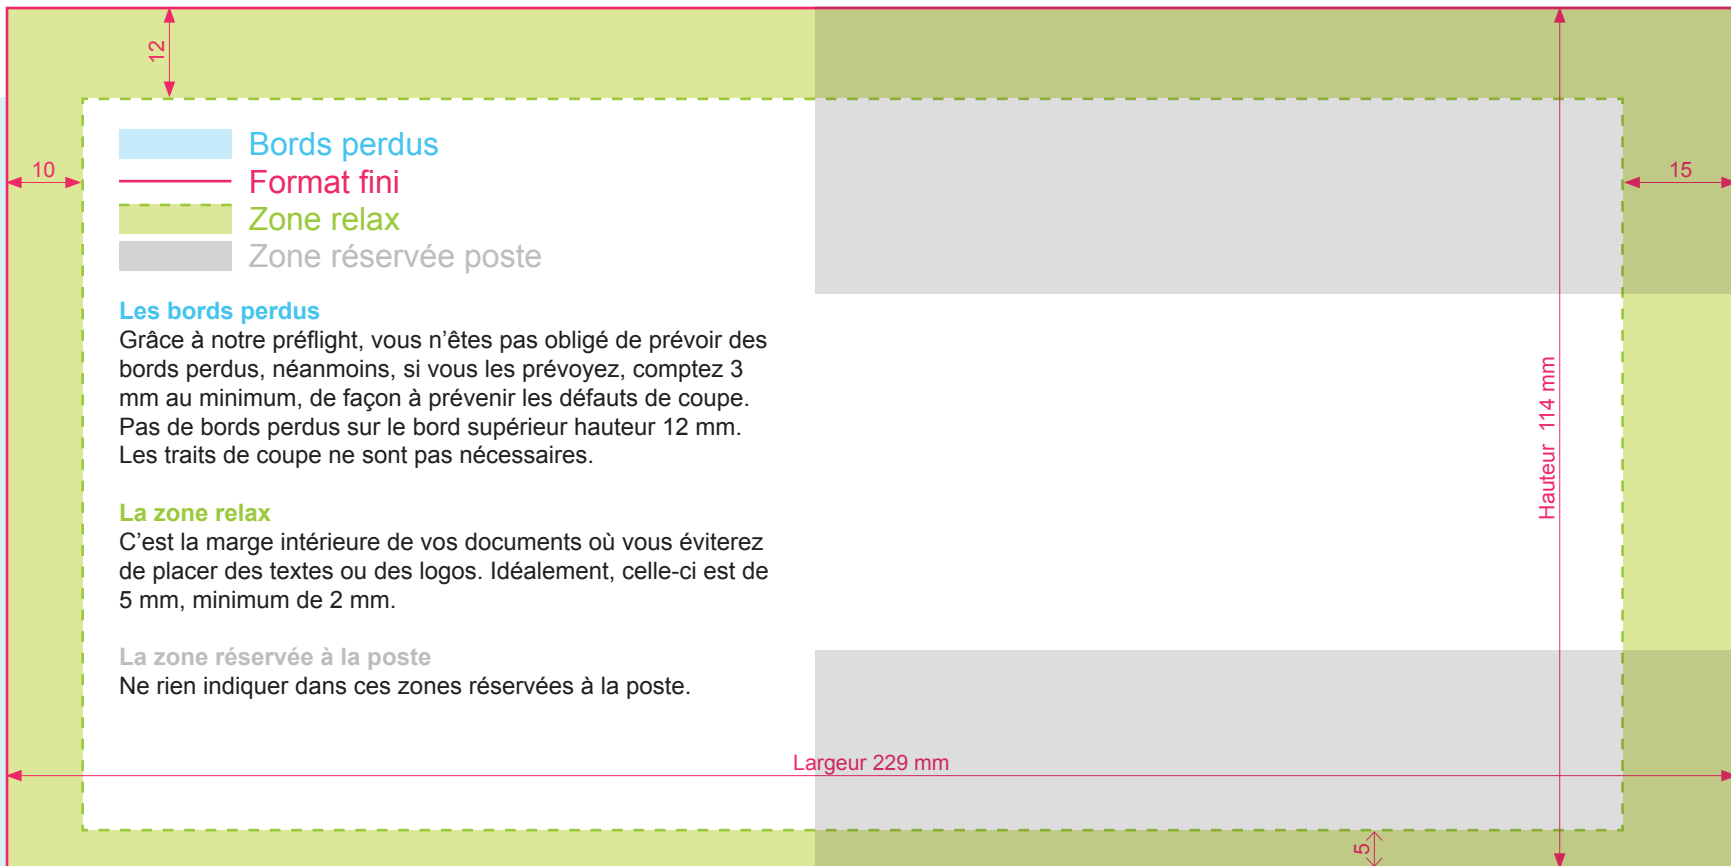 12
10
15
Bords perdus
Format fini
Zone relax
Zone réservée poste
Les bords perdus
Grâce à notre préflight, vous n’êtes pas obligé de prévoir des
bords perdus, néanmoins, si vous les prévoyez, comptez 3
mm au minimum, de façon à prévenir les défauts de coupe.
Pas de bords perdus sur le bord supérieur hauteur 12 mm.
Les traits de coupe ne sont pas nécessaires.
La zone relax
C’est la marge intérieure de vos documents où vous éviterez
de placer des textes ou des logos. Idéalement, celle-ci est de
5 mm, minimum de 2 mm.
La zone réservée à la poste
Ne rien indiquer dans ces zones réservées à la poste.
Hauteur 114 mm
Largeur 229 mm
5